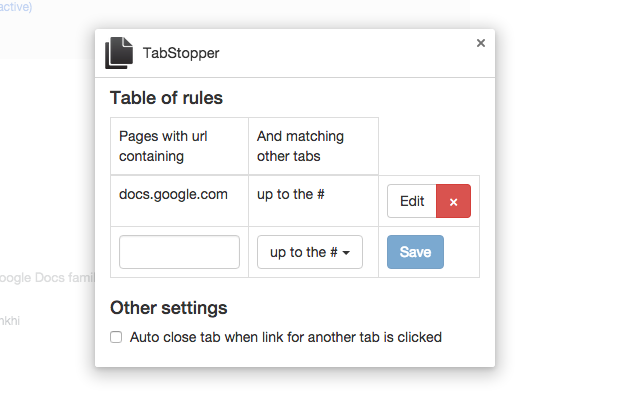 active)
×
TabStopper
Table of rules
Pages with url
containing
And matching
other tabs
docs.google.com
up to the #
Edit
×
up to the #
Save
oogle Docs famil
nkhi
Other settings
Auto close tab when link for another tab is clicked